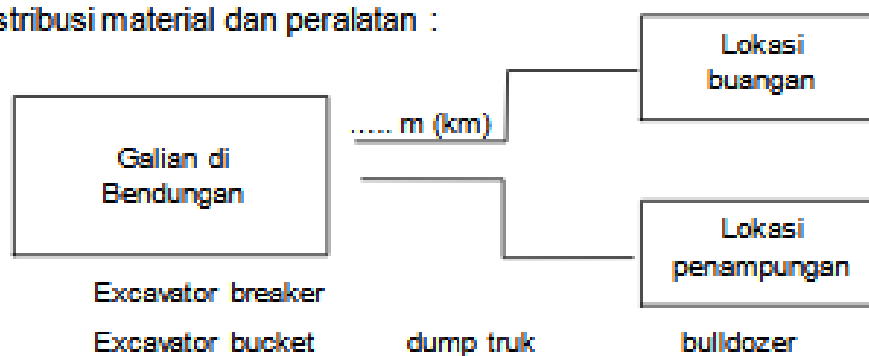 stribusi material dan peralatan :
Lokasi
buangan
..... m (km)
Galian di
Bendungan
Lokasi
penampungan
Excavator breaker
Excavator bucket dump truk bulldozer